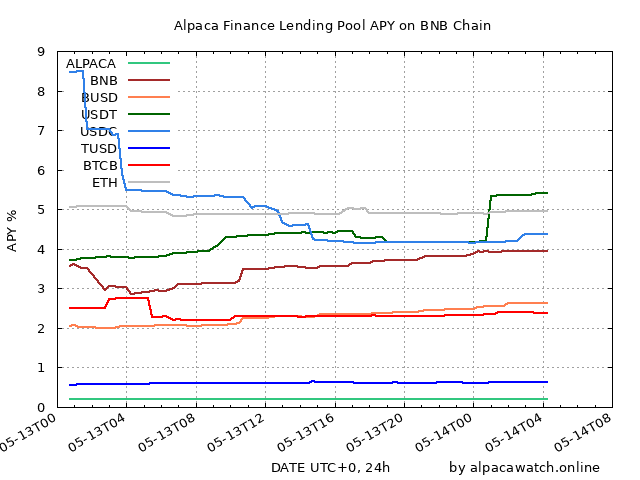 Alpaca Finance Lending Pool APY on BNB Chain
APY %
9
8
7
6
5
4
3
2
1
0
ALPACA
BNB
BUSD
USDT
USDC
TUSD
BTCB
ETH
05-13T00
05-13T04
05-13T08
05-13T12
05-13T16
05-13T20
05-14T00
05-14T04
05-14T08
DATE UTC+0, 24h
by alpacawatch.online